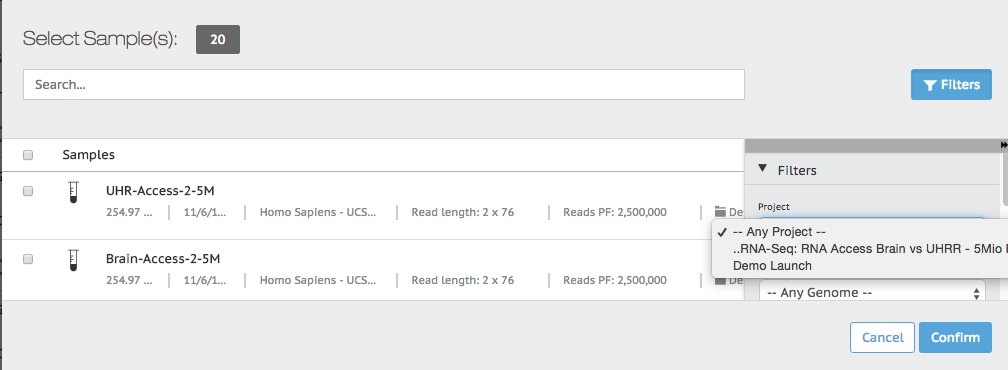 Select Sample(s): 20
Search...
Filters
Samples
Filters
UHR-Access-2-5M
254.97 ... 11/6/1... Homo Sapiens - UCS... Read length: 2 x 76 Reads PF: 2,500,000 De
Project
-- Any Project --
..RNA-Seq: RNA Access Brain vs UHRR - 5Mio
Demo Launch
Brain-Access-2-5M
254.97 ... 11/6/1... Homo Sapiens - UCS... Read length: 2 x 76 Reads PF: 2,500,000 De
-- Any Genome --
Cancel Confirm